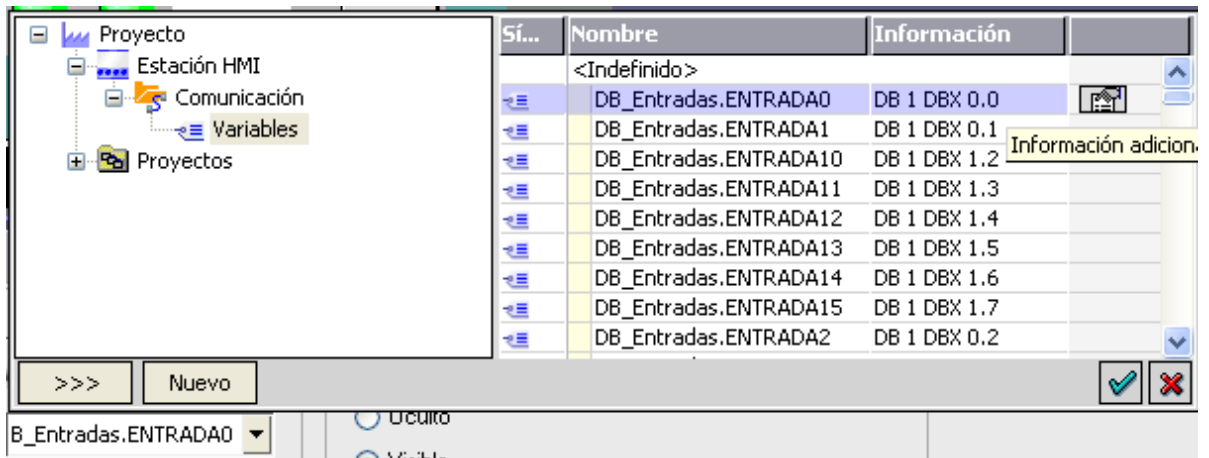 Proyecto
Estación HMI
Comunicación
Variables
Proyectos
Sí... Nombre Información
<Indefinido>
DB_Entradas.ENTRADA0 DB 1 DBX 0.0
DB_Entradas.ENTRADA1 DB 1 DBX 0.1
Información adicion
DB_Entradas.ENTRADA10 DB 1 DBX 1.2
DB_Entradas.ENTRADA11 DB 1 DBX 1.3
DB_Entradas.ENTRADA12 DB 1 DBX 1.4
DB_Entradas.ENTRADA13 DB 1 DBX 1.5
DB_Entradas.ENTRADA14 DB 1 DBX 1.6
DB_Entradas.ENTRADA15 DB 1 DBX 1.7
DB_Entradas.ENTRADA2 DB 1 DBX 0.2
>>> Nuevo
B_Entradas.ENTRADA0
Oculto